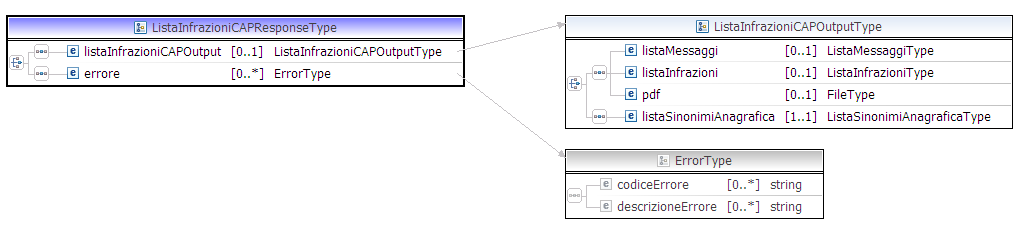 ListaInfrazioniCAPResponseType
e listaInfrazioniCAPOutput [0..1] ListaInfrazioniCAPOutputType
e errore [0..*] ErrorType
ListaInfrazioniCAPOutputType
e listaMessaggi [0..1] ListaMessaggiType
e listaInfrazioni [0..1] ListaInfrazioniType
e pdf [0..1] FileType
e listaSinonimiAnagrafica [1..1] ListaSinonimiAnagraficaType
ErrorType
e codiceErrore [0..*] string
e descrizioneErrore [0..*] string